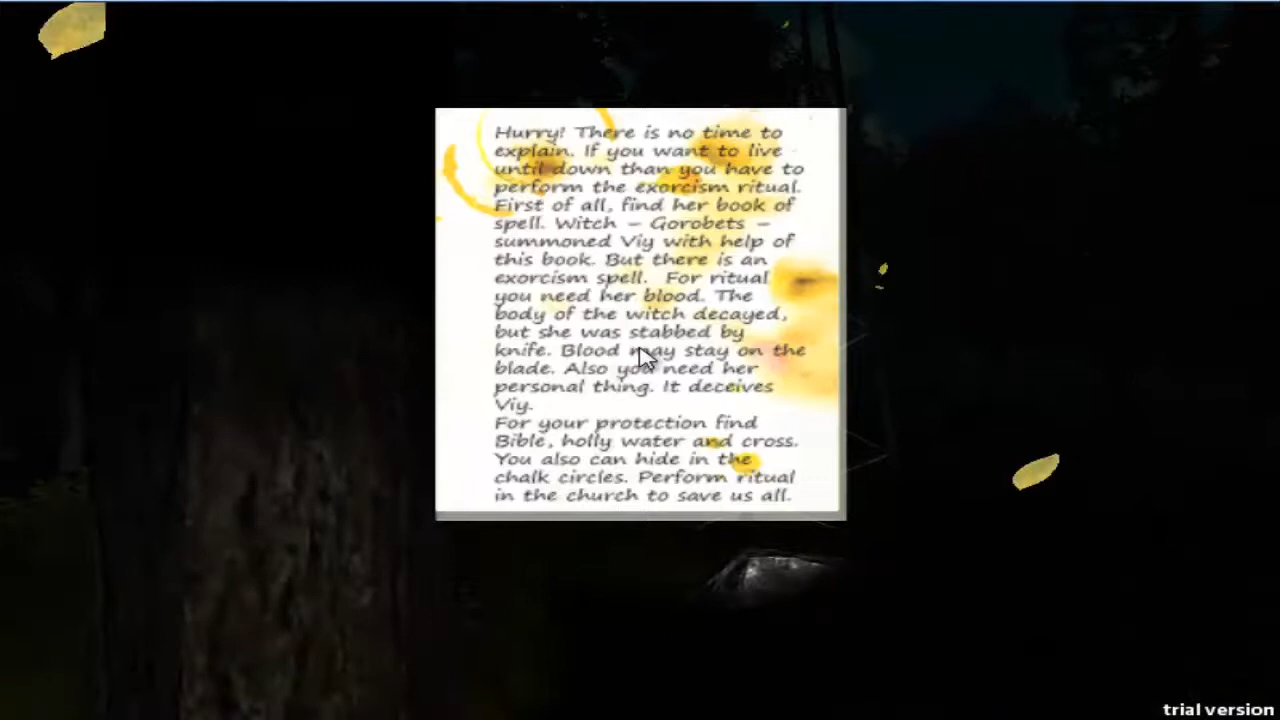 Hurry! There is no time to
explain. If you want to live
until down than you have to
perform the exorcism ritual.
First of all, find her book of
spell. Witch – Gorobets –
summoned Viy with help of
this book. But there is an
exorcism spell. For ritual
you need her blood. The
body of the witch decayed,
but she was stabbed by
knife. Blood may stay on the
blade. Also you need her
personal thing. It deceives
Viy.
For your protection find
Bible, holly water and cross.
You also can hide in the
chalk circles. Perform ritual
in the church to save us all.
trial version